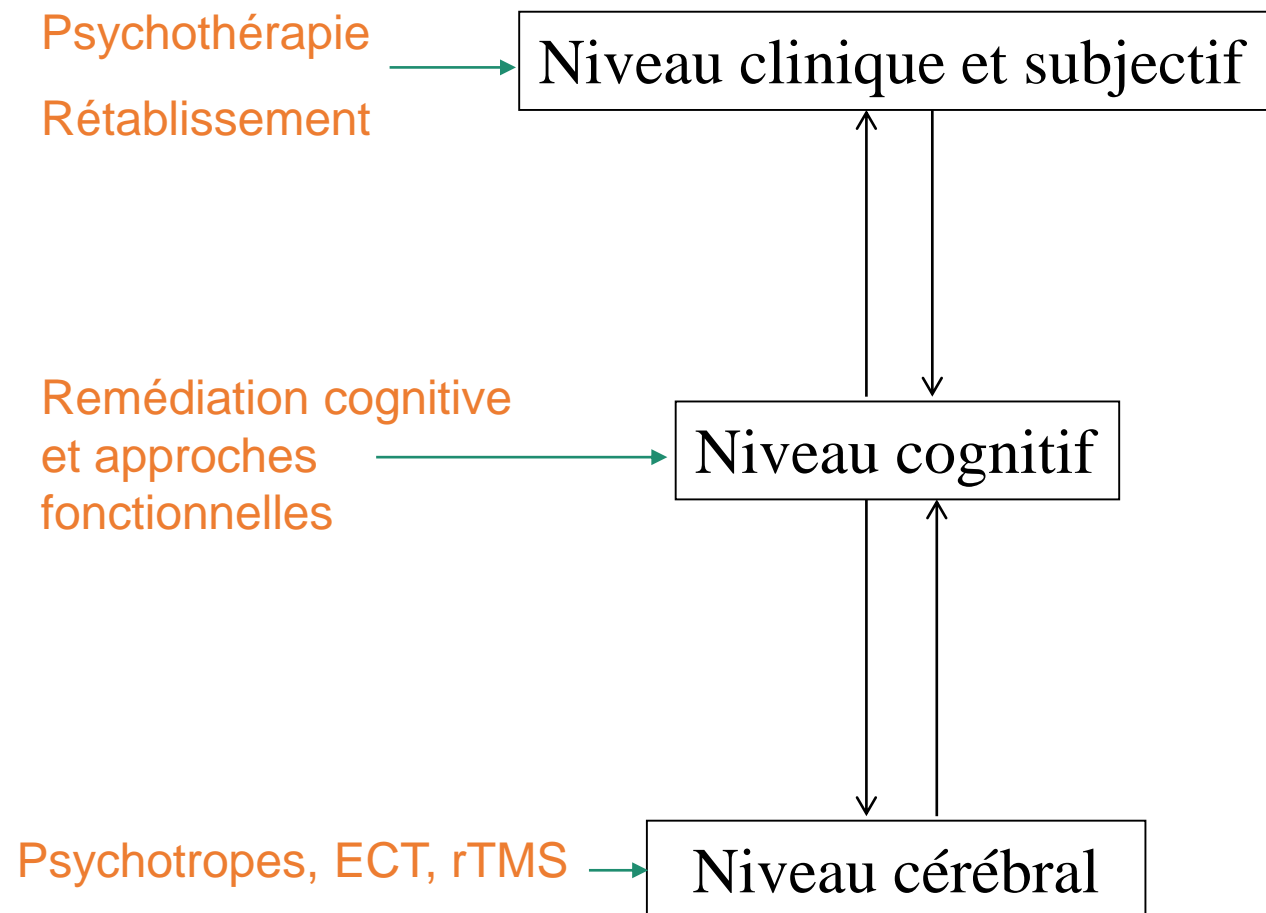 Psychothérapie
Niveau clinique et subjectif
Rétablissement
Remédiation cognitive
et approches
fonctionnelles
Niveau cognitif
Psychotropes, ECT, rTMS
Niveau cérébral